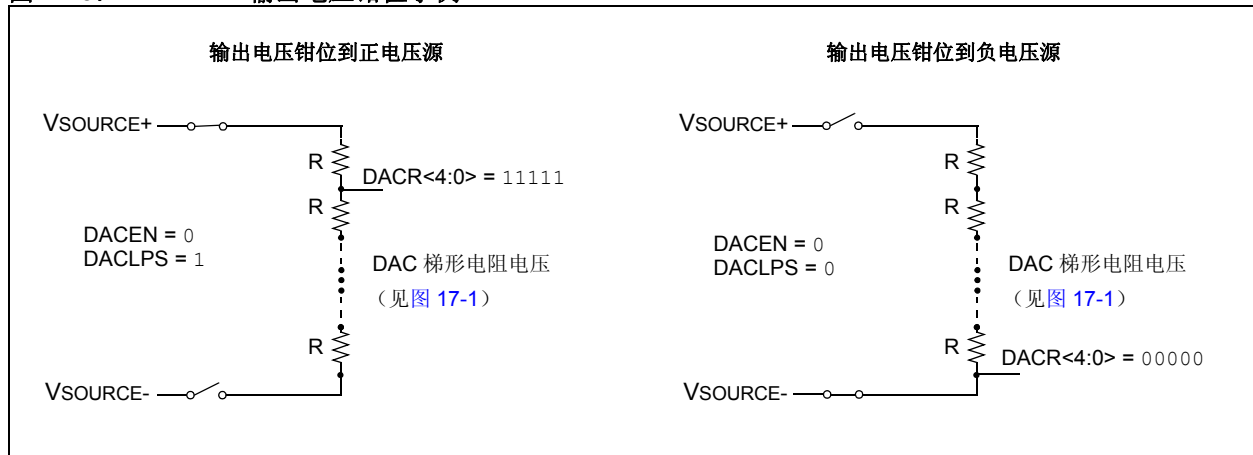 输出电压钳位到正电压源
VSOURCE+
R
DACR<4:0> = 11111
R
DACEN = 0
DACLPS = 1
DAC 梯形电阻电压
（见图 17-1）
R
VSOURCE-
输出电压钳位到负电压源
VSOURCE+
R
R
DACEN = 0
DACLPS = 0
DAC 梯形电阻电压
（见图 17-1）
R
DACR<4:0> = 00000
VSOURCE-